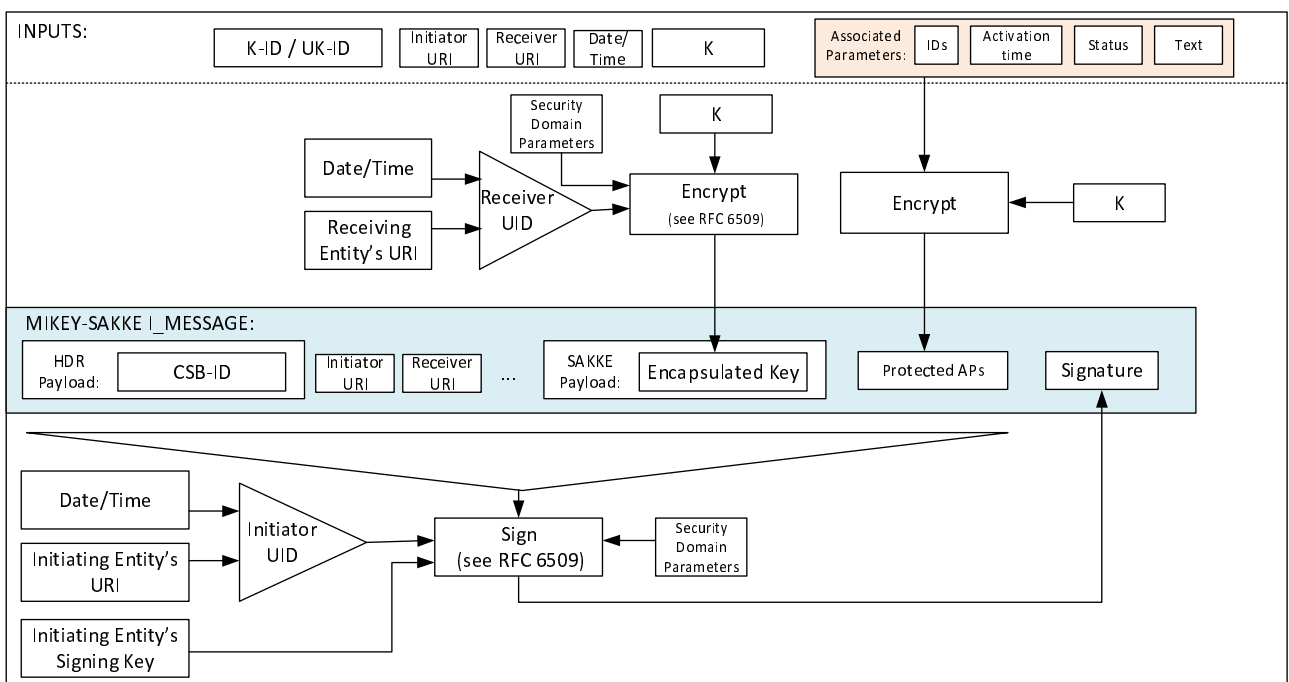 INPUTS:
K-ID / UK-ID
Initiator
URI
Receiver
URI
Date/
Time
K
Associated
Parameters:
IDs
Activation
time
Status
Text
Security
Domain
Parameters
K
Date/Time
Receiving
Entity's URI
Receiver
UID
Encrypt
(see RFC 6509)
Encrypt
K
MIKEY-SAKKE I_MESSAGE:
HDR
Payload:
CSB-ID
Initiator
URI
Receiver
URI
...
SAKKE
Payload:
Encapsulated Key
Protected APs
Signature
Date/Time
Initiating Entity's
URI
Initiator
UID
Sign
(see RFC 6509)
Security
Domain
Parameters
Initiating Entity's
Signing Key